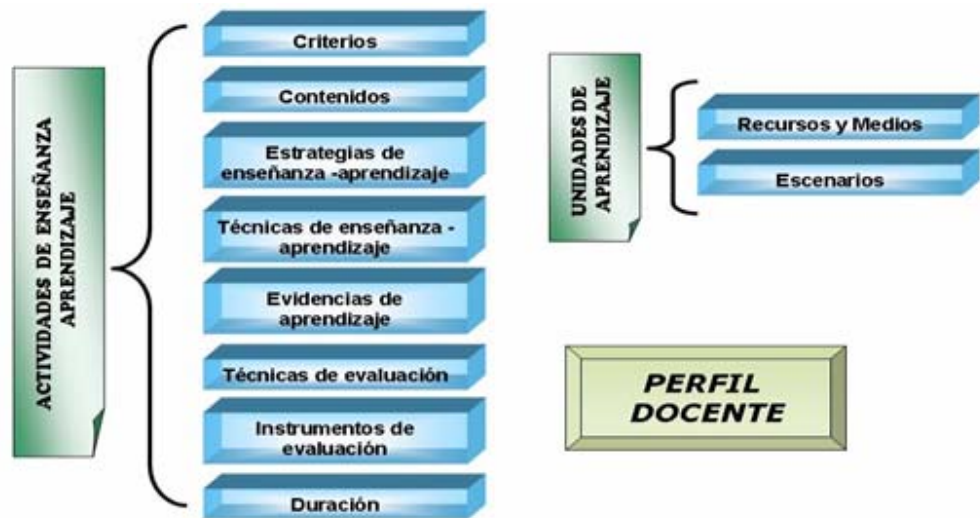 ACTIVIDADES DE ENSEÑANZA
APRENDIZAJE
Criterios
Contenidos
Estrategias de
enseñanza -aprendizaje
Técnicas de enseñanza -
aprendizaje
Evidencias de
aprendizaje
Técnicas de evaluación
Instrumentos de
evaluación
Duración
UNIDADES DE
APRENDIZAJE
Recursos y Medios
Escenarios
PERFIL
DOCENTE